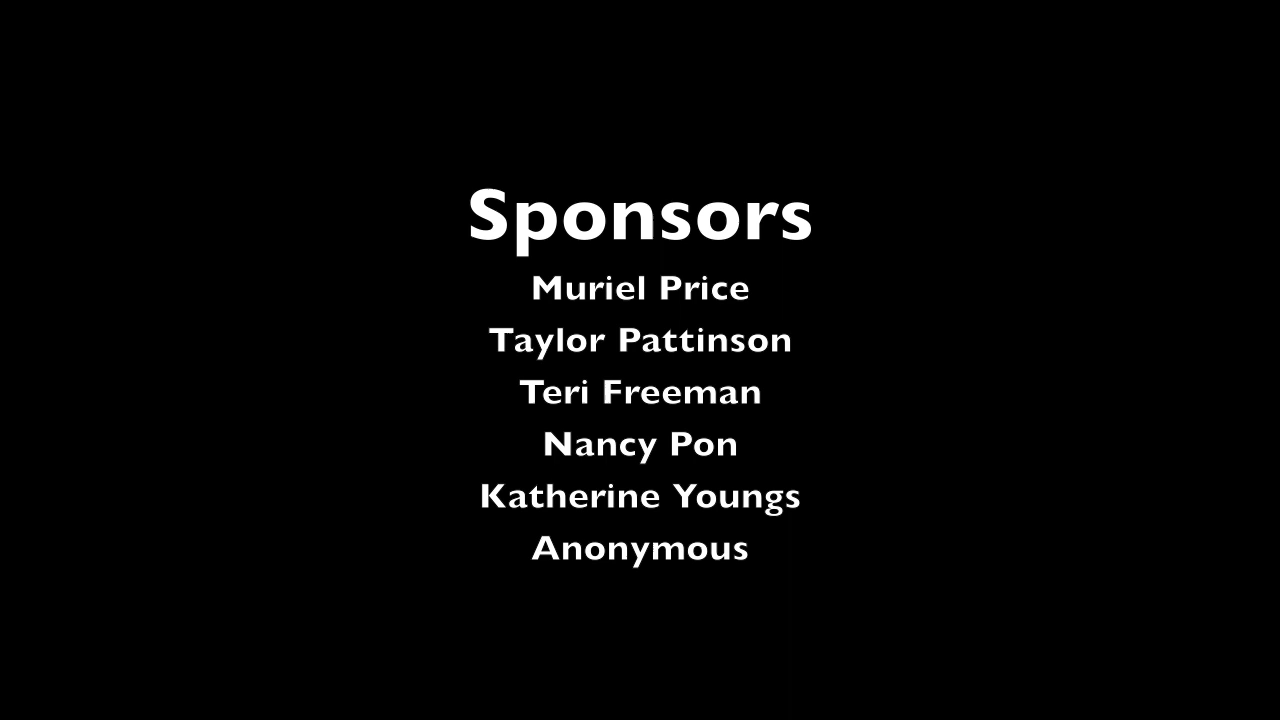 Sponsors
Muriel Price
Taylor Pattinson
Teri Freeman
Nancy Pon
Katherine Youngs
Anonymous